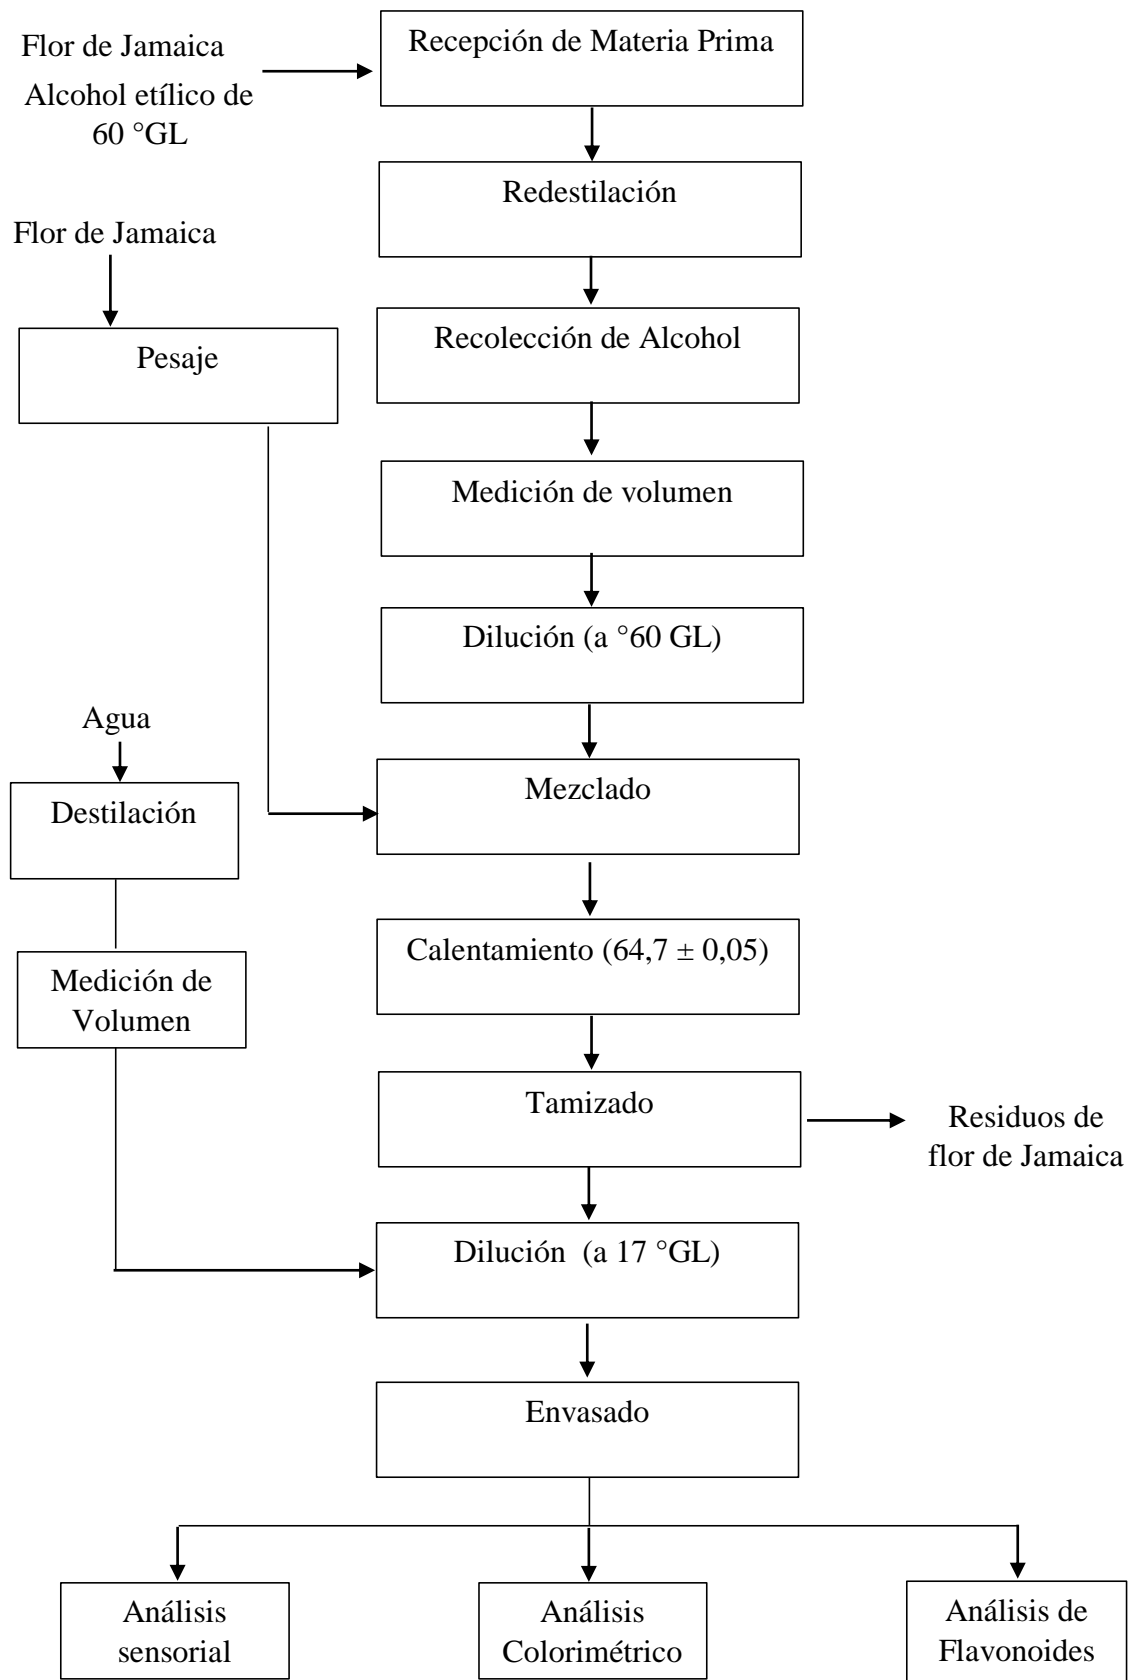 Flor de Jamaica
Alcohol etílico de
60 °GL
Recepción de Materia Prima
Redestilación
Flor de Jamaica
Pesaje
Recolección de Alcohol
Medición de volumen
Dilución (a °60 GL)
Agua
Destilación
Mezclado
Calentamiento (64,7 ± 0,05)
Medición de
Volumen
Tamizado
Residuos de
flor de Jamaica
Dilución (a 17 °GL)
Envasado
Análisis
sensorial
Análisis
Colorimétrico
Análisis de
Flavonoides